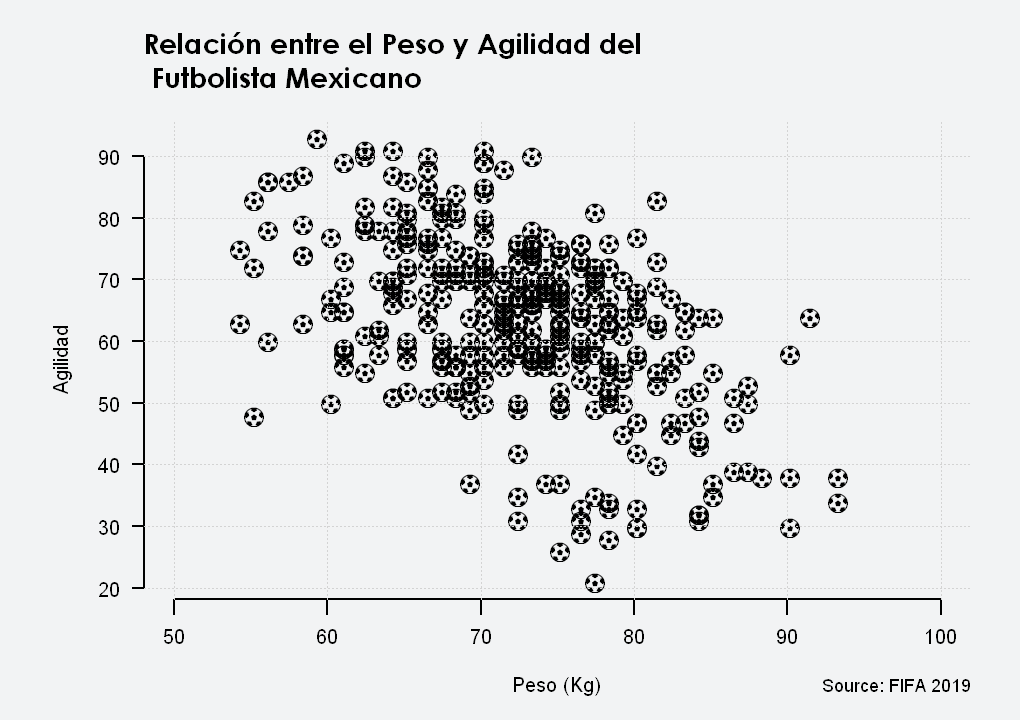 Relación entre el Peso y Agilidad del
Futbolista Mexicano
90
80
70
60
50
40
30
20
Agilidad
50 60 70 80 90 100
Peso (Kg)
Source: FIFA 2019